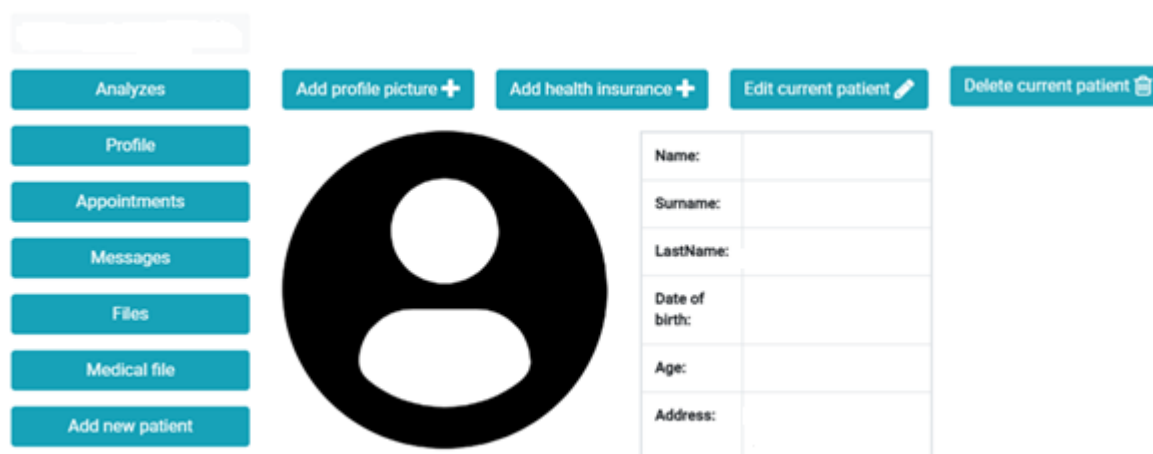 Analyzes
Profile
Appointments
Messages
Files
Medical file
Add new patient
Add profile picture
Add health insurance
Edit current patient
Delete current patient
Name:
Surname:
LastName:
Date of
birth:
Age:
Address: